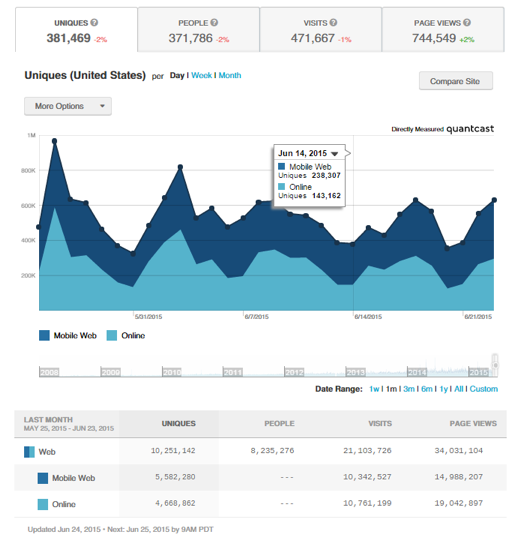 UNIQUES ?
381,469 -2%
PEOPLE ?
371,786 -2%
VISITS ?
471,667 -1%
PAGE VIEWS ?
744,549 +2%
Uniques (United States) per Day | Week | Month
Compare Site
More Options
Directly Measured quantcast
1M
800K
600K
400K
200K
Jun 14, 2015
Mobile Web
Uniques 238,307
Online
Uniques 143,162
5/31/2015 6/7/2015 6/14/2015 6/21/2015
Mobile Web Online
2008 2009 2010 2011 2012 2013 2014 2015
Date Range: 1w | 1m | 3m | 6m | 1y | All | Custom
LAST MONTH
MAY 25, 2015 - JUN 23, 2015
UNIQUES PEOPLE VISITS PAGE VIEWS
Web 10,251,142 8,235,276 21,103,726 34,031,104
Mobile Web 5,582,280 --- 10,342,527 14,988,207
Online 4,668,862 --- 10,761,199 19,042,897
Updated Jun 24, 2015 • Next: Jun 25, 2015 by 9AM PDT